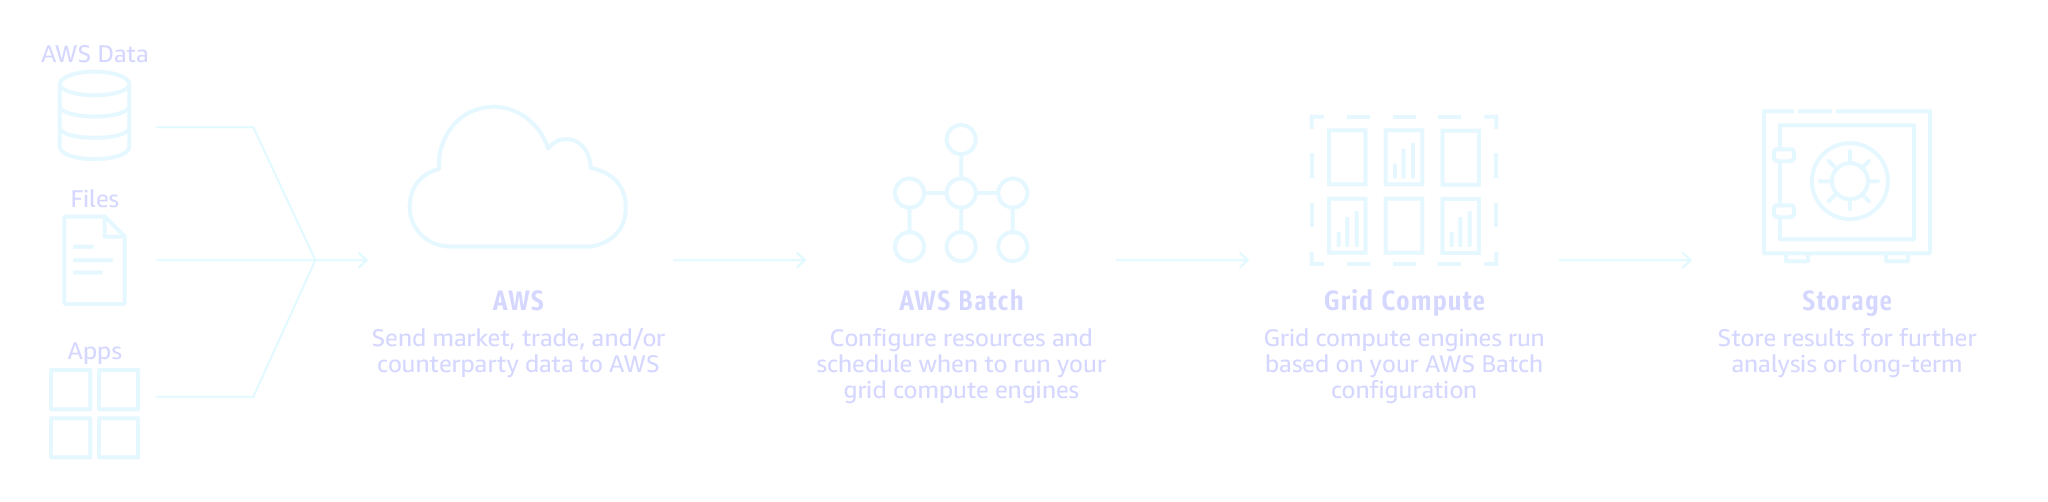 AWS Data
Files
Apps
AWS
Send market, trade, and/or
counterparty data to AWS
AWS Batch
Configure resources and
schedule when to run your
grid compute engines
Grid Compute
Grid compute engines run
based on your AWS Batch
configuration
Storage
Store results for further
analysis or long-term